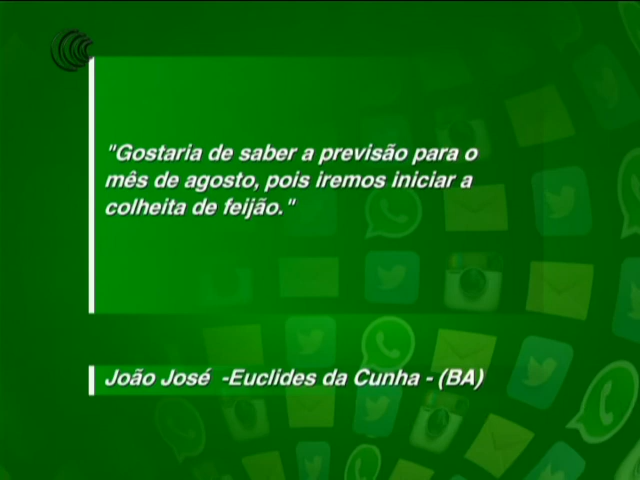 "Gostaria de saber a previsão para o
mês de agosto, pois iremos iniciar a
colheita de feijão."
João José -Euclides da Cunha - (BA)